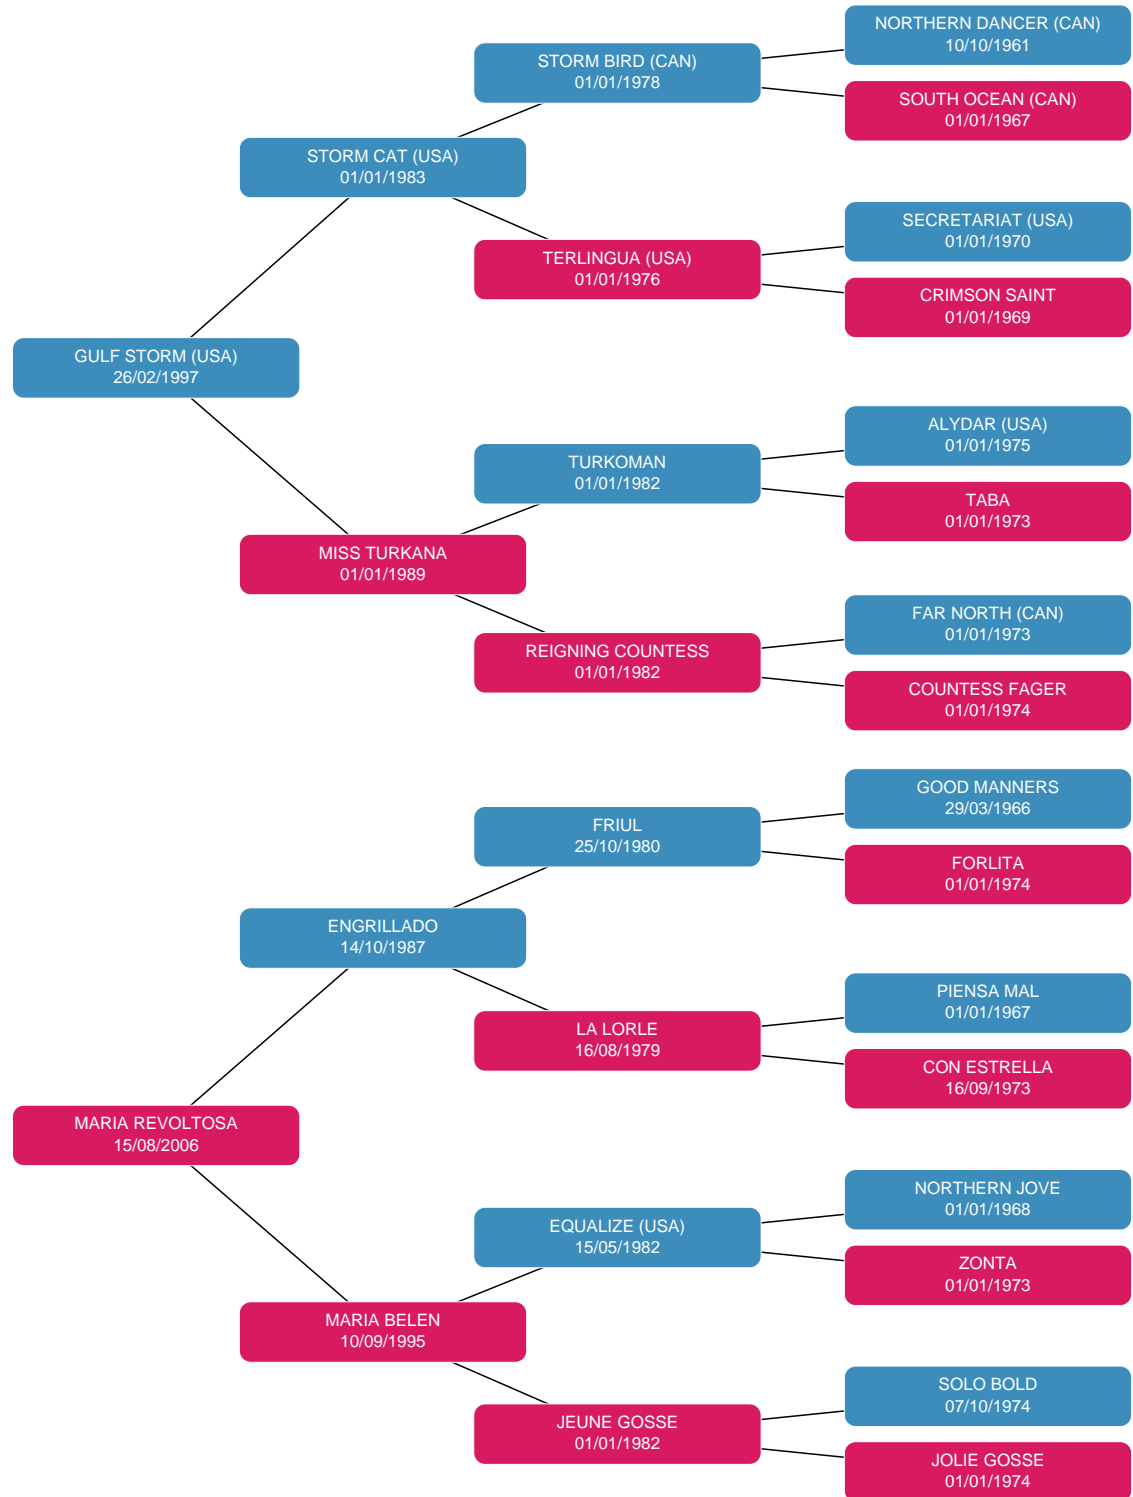 NORTHERN DANCER (CAN)
10/10/1961
STORM BIRD (CAN)
01/01/1978
SOUTH OCEAN (CAN)
01/01/1967
STORM CAT (USA)
01/01/1983
SECRETARIAT (USA)
01/01/1970
TERLINGUA (USA)
01/01/1976
CRIMSON SAINT
01/01/1969
GULF STORM (USA)
26/02/1997
ALYDAR (USA)
01/01/1975
TURKOMAN
01/01/1982
TABA
01/01/1973
MISS TURKANA
01/01/1989
FAR NORTH (CAN)
01/01/1973
REIGNING COUNTESS
01/01/1982
COUNTESS FAGER
01/01/1974
GOOD MANNERS
29/03/1966
FRIUL
25/10/1980
FORLITA
01/01/1974
ENGRILLADO
14/10/1987
PIENSA MAL
01/01/1967
LA LORLE
16/08/1979
CON ESTRELLA
16/09/1973
MARIA REVOLTOSA
15/08/2006
NORTHERN JOVE
01/01/1968
EQUALIZE (USA)
15/05/1982
ZONTA
01/01/1973
MARIA BELEN
10/09/1995
SOLO BOLD
07/10/1974
JEUNE GOSSE
01/01/1982
JOLIE GOSSE
01/01/1974